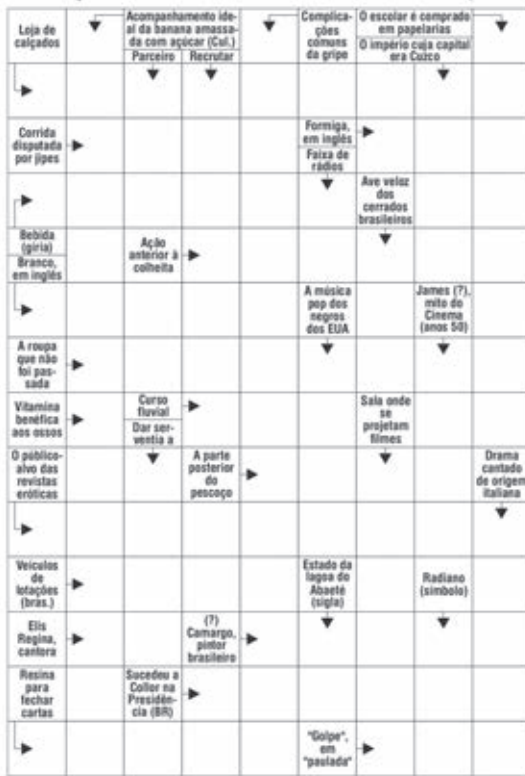 Loja de
calçados
Acompanhamento ide-
al da banana amassa-
da com açúcar (Cul.)
Parceiro
Recrutar
Complica-
ções
comuns
da gripe
O escolar é comprado
em papelarias
O império cuja capital
era Cuzco
Corrida
disputada
por jipes
Formiga,
em inglês
Faixa de
rádios
Ave veloz
dos
cerrados
brasileiros
Bebida
(gíria)
Branco,
em inglês
Ação
anterior à
colheita
A música
pop dos
negros
dos EUA
James (?),
mito do
Cinema
(anos 50)
A roupa
que não
foi pas-
sada
Vitamina
benéfica
aos ossos
Curso
fluvial
Dar ser-
ventia a
Sala onde
se
projetam
filmes
O público-
alvo das
revistas
eróticas
A parte
posterior
do
pescoço
Drama
cantado
de origem
italiana
Veículos
de
lotações
(bras.)
Estado da
lagoa do
Abaeté
(sigla)
Radiano
(símbolo)
Elis
Regina,
cantora
(?)
Camargo,
pintor
brasileiro
Resina
para
fechar
cartas
Sucedeu a
Collor na
Presidên-
cia (BR)
"Golpe",
em
"paulada"